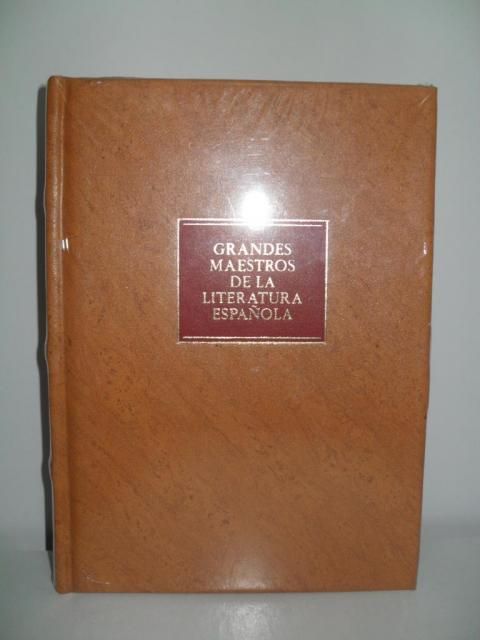 GRANDES
MAESTROS
DE LA
LITERATURA
ESPAÑOLA